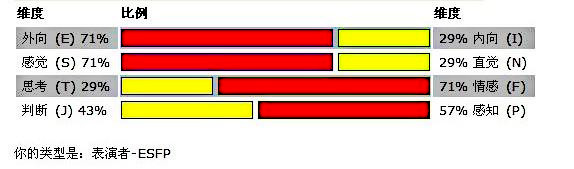 维度 比例 维度
外向 (E) 71% 29% 内向 (I)
感觉 (S) 71% 29% 直觉 (N)
思考 (T) 29% 71% 情感 (F)
判断 (J) 43% 57% 感知 (P)
你的类型是：表演者-ESFP